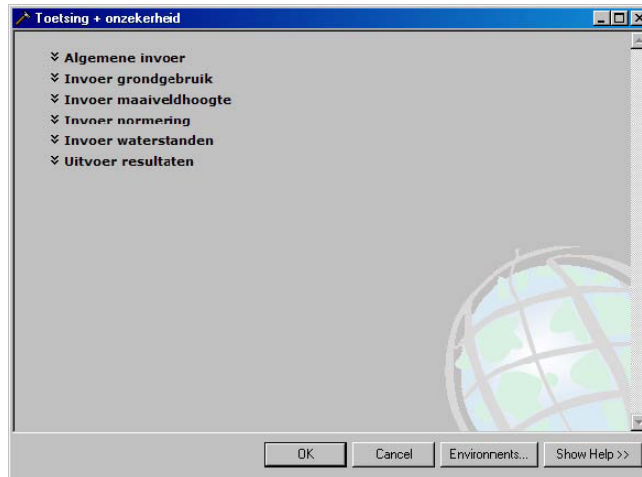 Toetsing + onzekerheid
Algemene invoer
Invoer grondgebruik
Invoer maaiveldhoogte
Invoer normering
Invoer waterstanden
Uitvoer resultaten
OK
Cancel
Environments...
Show Help >>